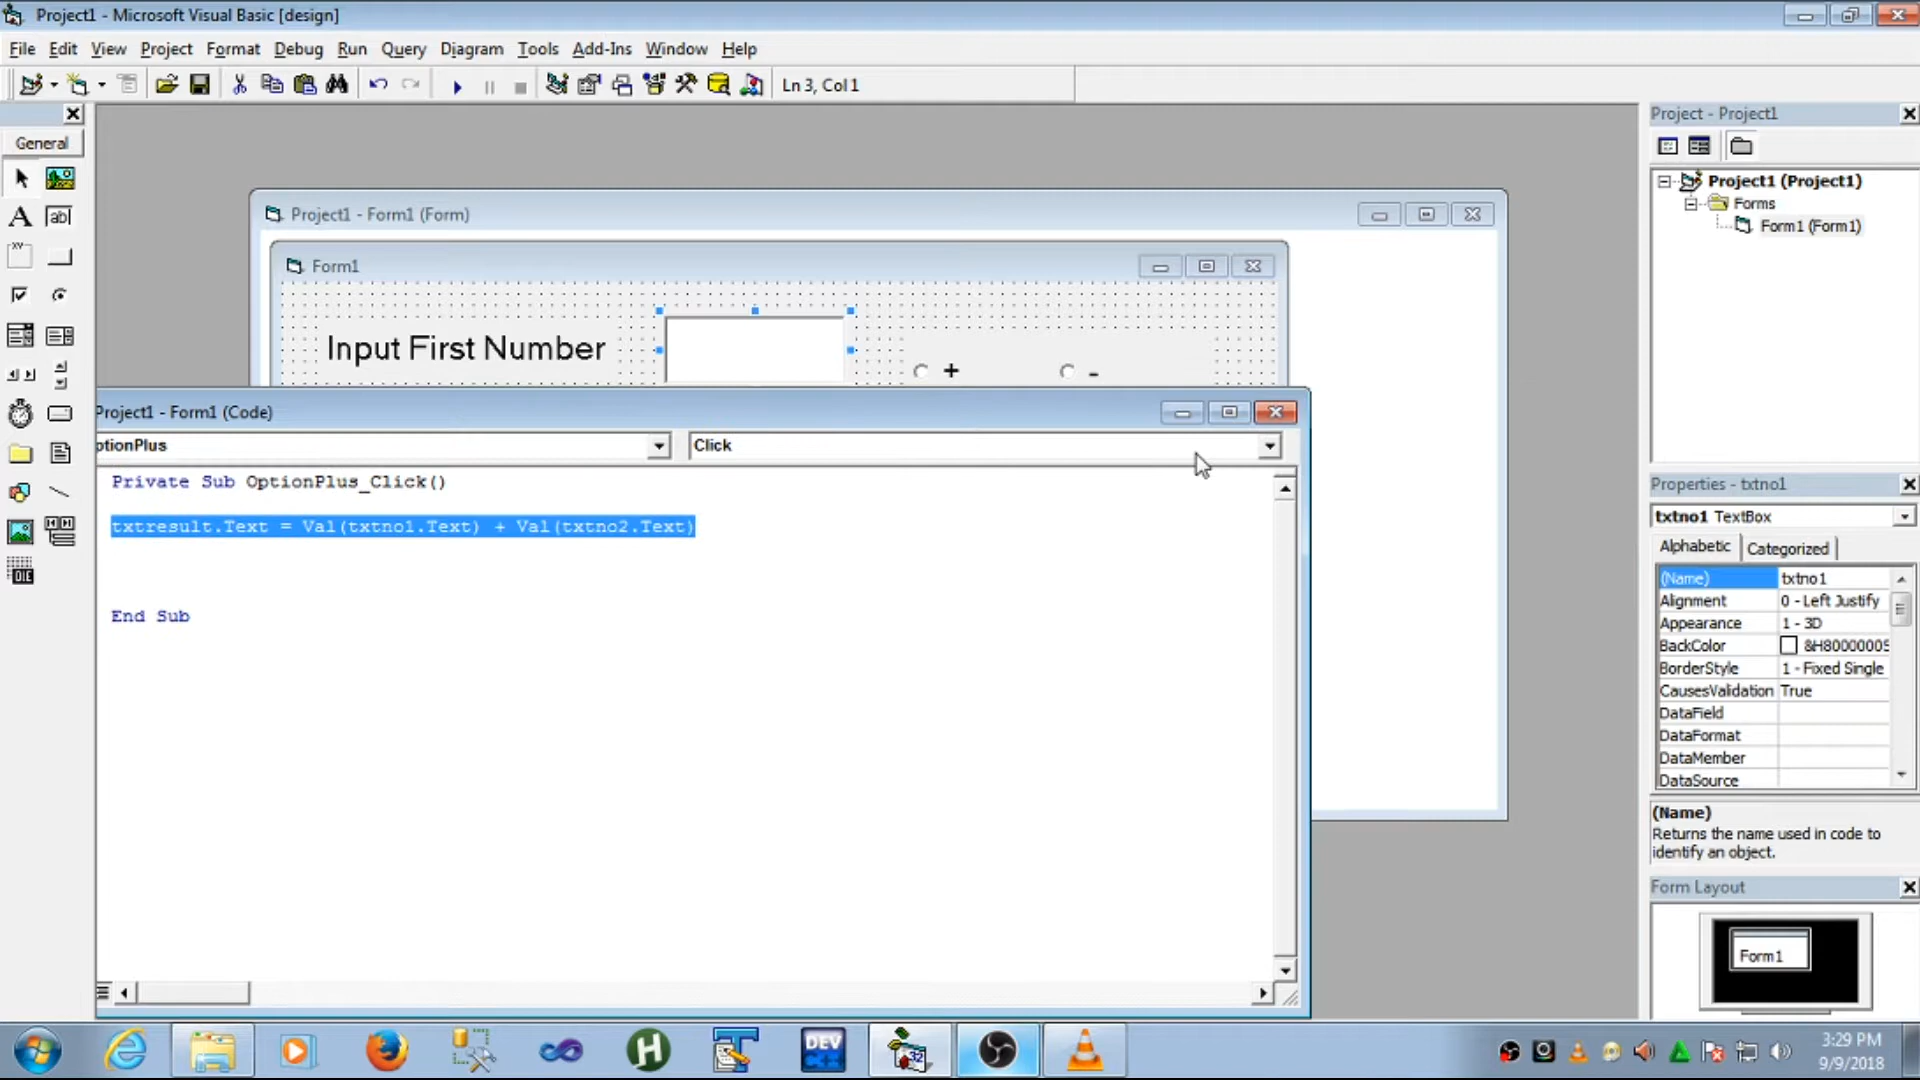 Project1 - Microsoft Visual Basic [design]
File Edit View Project Format Debug Run Query Diagram Tools Add-Ins Window Help
Ln 3, Col 1
General
A ab|
XY
OLE
Project1 - Form1 (Form)
Form1
Input First Number
+ -
Project1 - Form1 (Code)
ptionPlus Click
Private Sub OptionPlus_Click()
txtresult.Text = Val(txtno1.Text) + Val(txtno2.Text)
End Sub
Project - Project1
Project1 (Project1)
Forms
Form1 (Form1)
Properties - txtno1
txtno1 TextBox
Alphabetic Categorized
(Name) txtno1
Alignment 0 - Left Justify
Appearance 1 - 3D
BackColor &H80000005
BorderStyle 1 - Fixed Single
CausesValidation True
DataField
DataFormat
DataMember
DataSource
(Name)
Returns the name used in code to
identify an object.
Form Layout
Form1
H DEV C++ 32
3:29 PM
9/9/2018